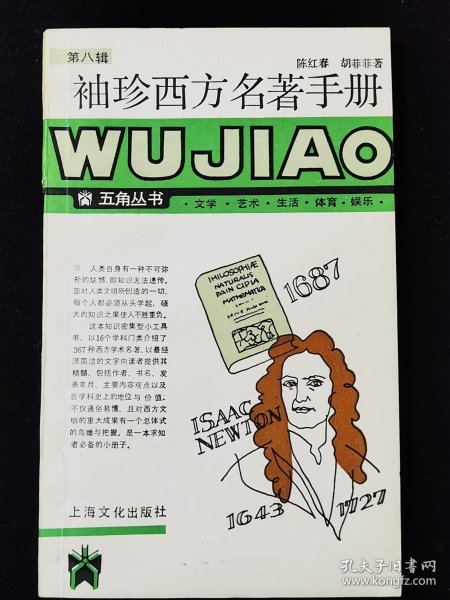 第八辑
陈红春 胡菲菲著
袖珍西方名著手册
WUJIAO
五角丛书
·文学·艺术·生活·体育·娱乐·
人类自身有一种不可弥
补的缺憾,即知识无法遗传。
面对人类文明所创造的一切,
每个人都必须从头学起,硕
大的知识之果使人不胜重负。
这本知识密集型小工具
书,以16个学科门类介绍了
367种西方学术名著,以最经
济简洁的文字向读者提供其
精髓,包括作者、书名、发
表年月、主要内容观点以及
在学科史上的地位与价值。
不仅通俗易懂,且对西方文
明的重大成果有一个总体式
的鸟瞰与把握。是一本求知
者必备的小册子。
PHILOSOPHIÆ
NATURALIS
PRINCIPIA
MATHEMATICA
1687
ISAAC
NEWTON
1643
1727
上海文化出版社
孔夫子旧书网
www.kongfz.com